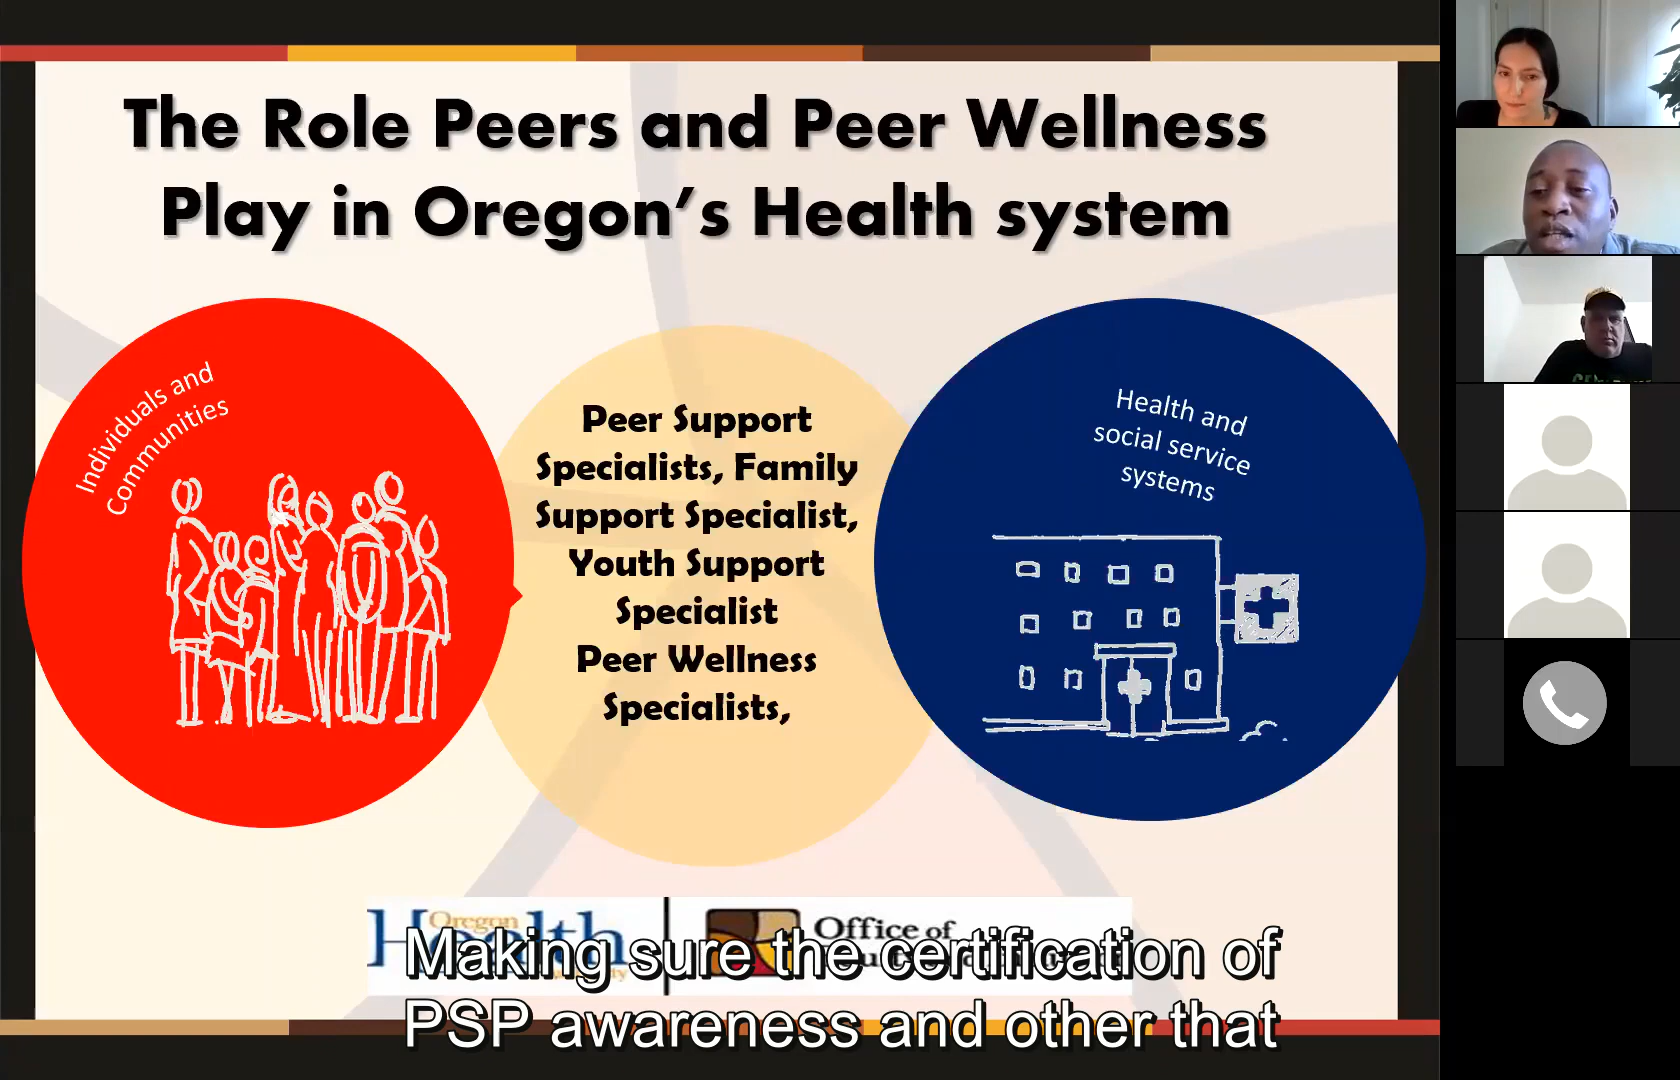 The Role Peers and Peer Wellness
Play in Oregon’s Health system
Individuals and
Communities
Peer Support
Specialists, Family
Support Specialist,
Youth Support
Specialist
Peer Wellness
Specialists,
Health and
social service
systems
Oregon
Health
Office of
Making sure the certification of
PSP awareness and other that